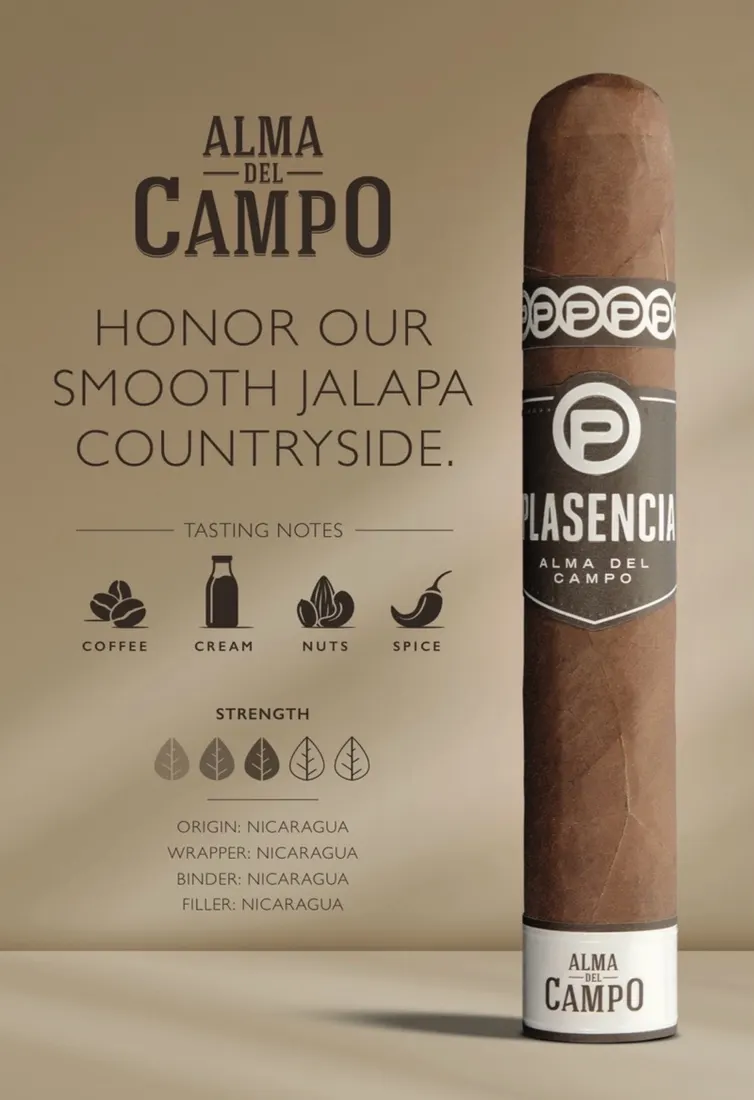 ALMA
DEL
CAMPO
HONOR OUR
SMOOTH JALAPA
COUNTRYSIDE.
TASTING NOTES
COFFEE
CREAM
NUTS
SPICE
STRENGTH
ORIGIN: NICARAGUA
WRAPPER: NICARAGUA
BINDER: NICARAGUA
FILLER: NICARAGUA
P P P P P
P
PLASENCIA
ALMA DEL
CAMPO
ALMA
DEL
CAMPO